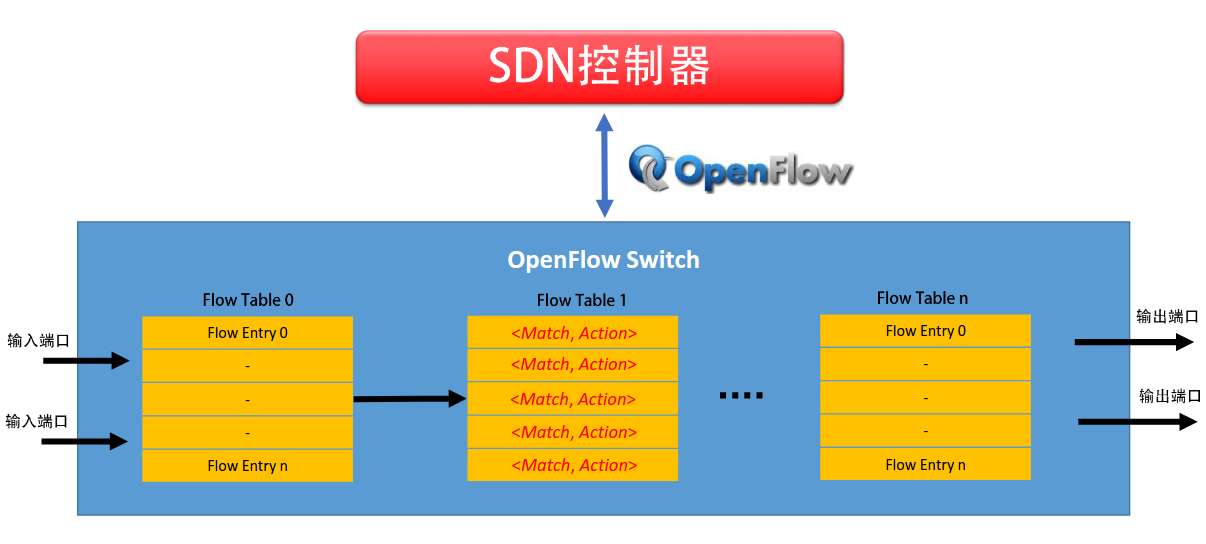 SDN控制器
OpenFlow
OpenFlow Switch
Flow Table 0
Flow Table 1
Flow Table n
输入端口
输入端口
Flow Entry 0
-
-
-
Flow Entry n
<Match, Action>
<Match, Action>
<Match, Action>
<Match, Action>
<Match, Action>
....
Flow Entry 0
-
-
-
Flow Entry n
输出端口
输出端口